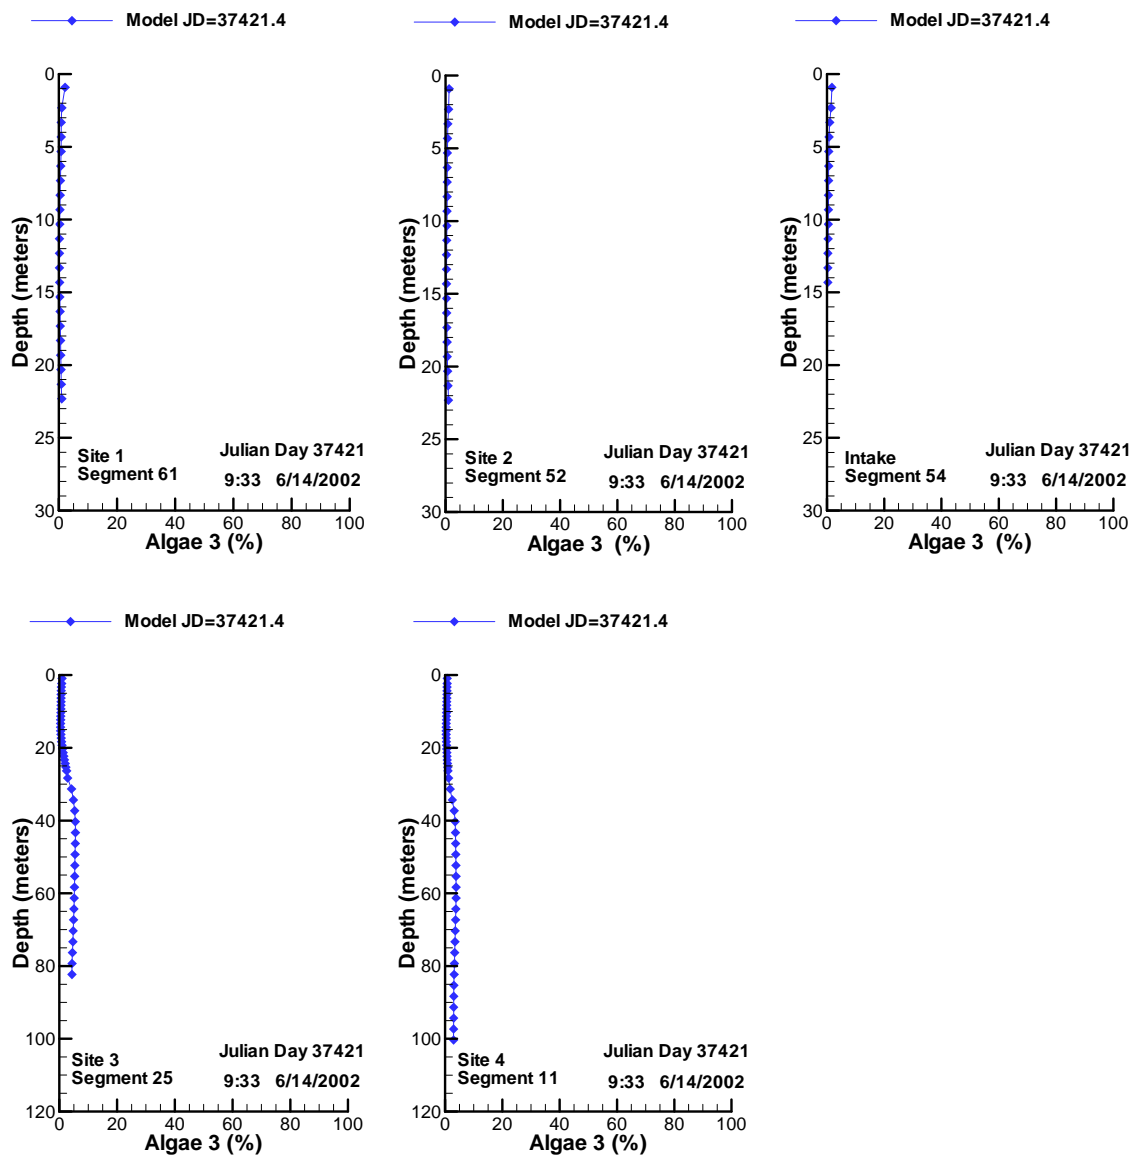 Model JD=37421.4
0
5
10
15
20
25
30
Depth (meters)
Site 1
Segment 61
Julian Day 37421
9:33 6/14/2002
0 20 40 60 80 100
Algae 3 (%)
Model JD=37421.4
0
5
10
15
20
25
30
Depth (meters)
Site 2
Segment 52
Julian Day 37421
9:33 6/14/2002
0 20 40 60 80 100
Algae 3 (%)
Model JD=37421.4
0
5
10
15
20
25
30
Depth (meters)
Intake
Segment 54
Julian Day 37421
9:33 6/14/2002
0 20 40 60 80 100
Algae 3 (%)
Model JD=37421.4
0
20
40
60
80
100
120
Depth (meters)
Site 3
Segment 25
Julian Day 37421
9:33 6/14/2002
0 20 40 60 80 100
Algae 3 (%)
Model JD=37421.4
0
20
40
60
80
100
120
Depth (meters)
Site 4
Segment 11
Julian Day 37421
9:33 6/14/2002
0 20 40 60 80 100
Algae 3 (%)